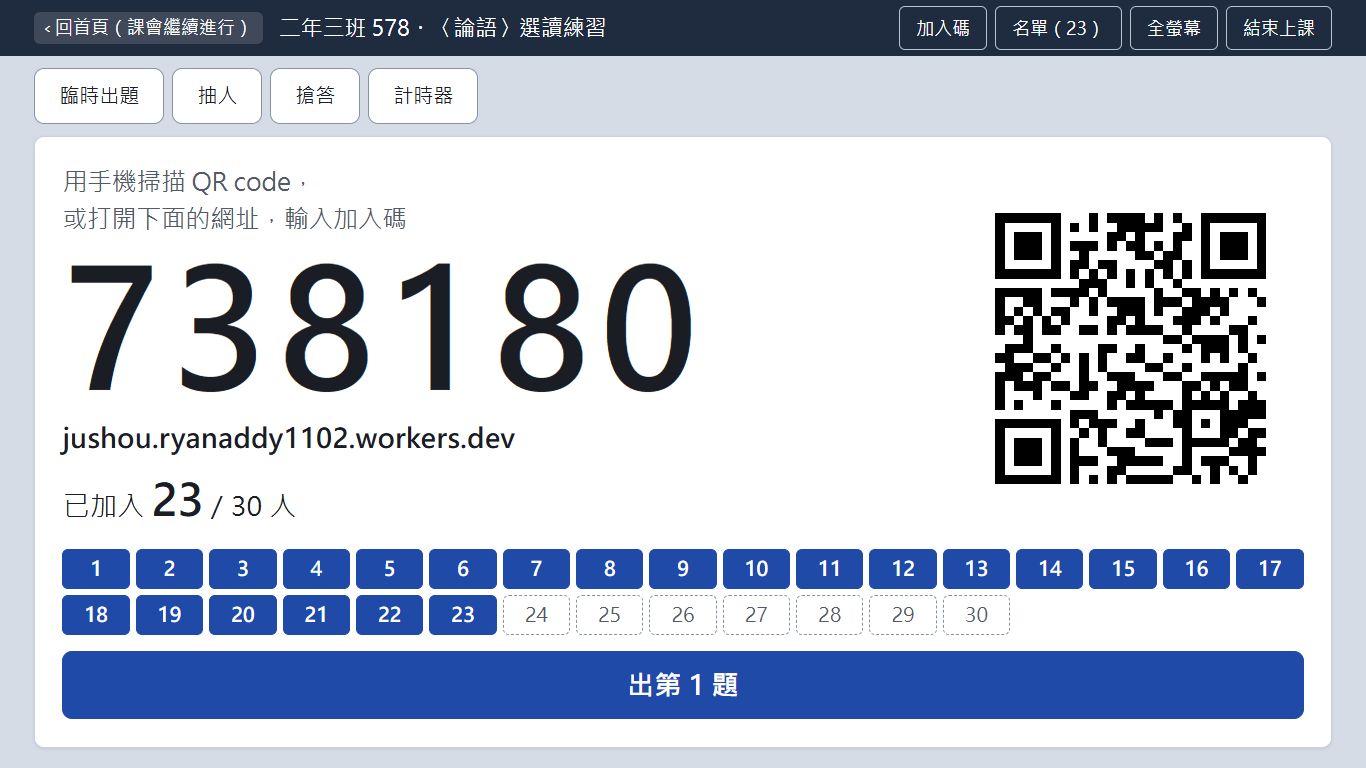 ‹ 回首頁（課會繼續進行） 二年三班 578 · 〈論語〉選讀練習 加入碼 名單（23） 全螢幕 結束上課
臨時出題 抽人 搶答 計時器
用手機掃描 QR code，
或打開下面的網址，輸入加入碼
738180
jushou.ryanaddy1102.workers.dev
已加入 23 / 30 人
1 2 3 4 5 6 7 8 9 10 11 12 13 14 15 16 17
18 19 20 21 22 23 24 25 26 27 28 29 30
出第 1 題